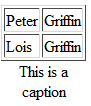 Peter Griffin
Lois Griffin
This is a
caption